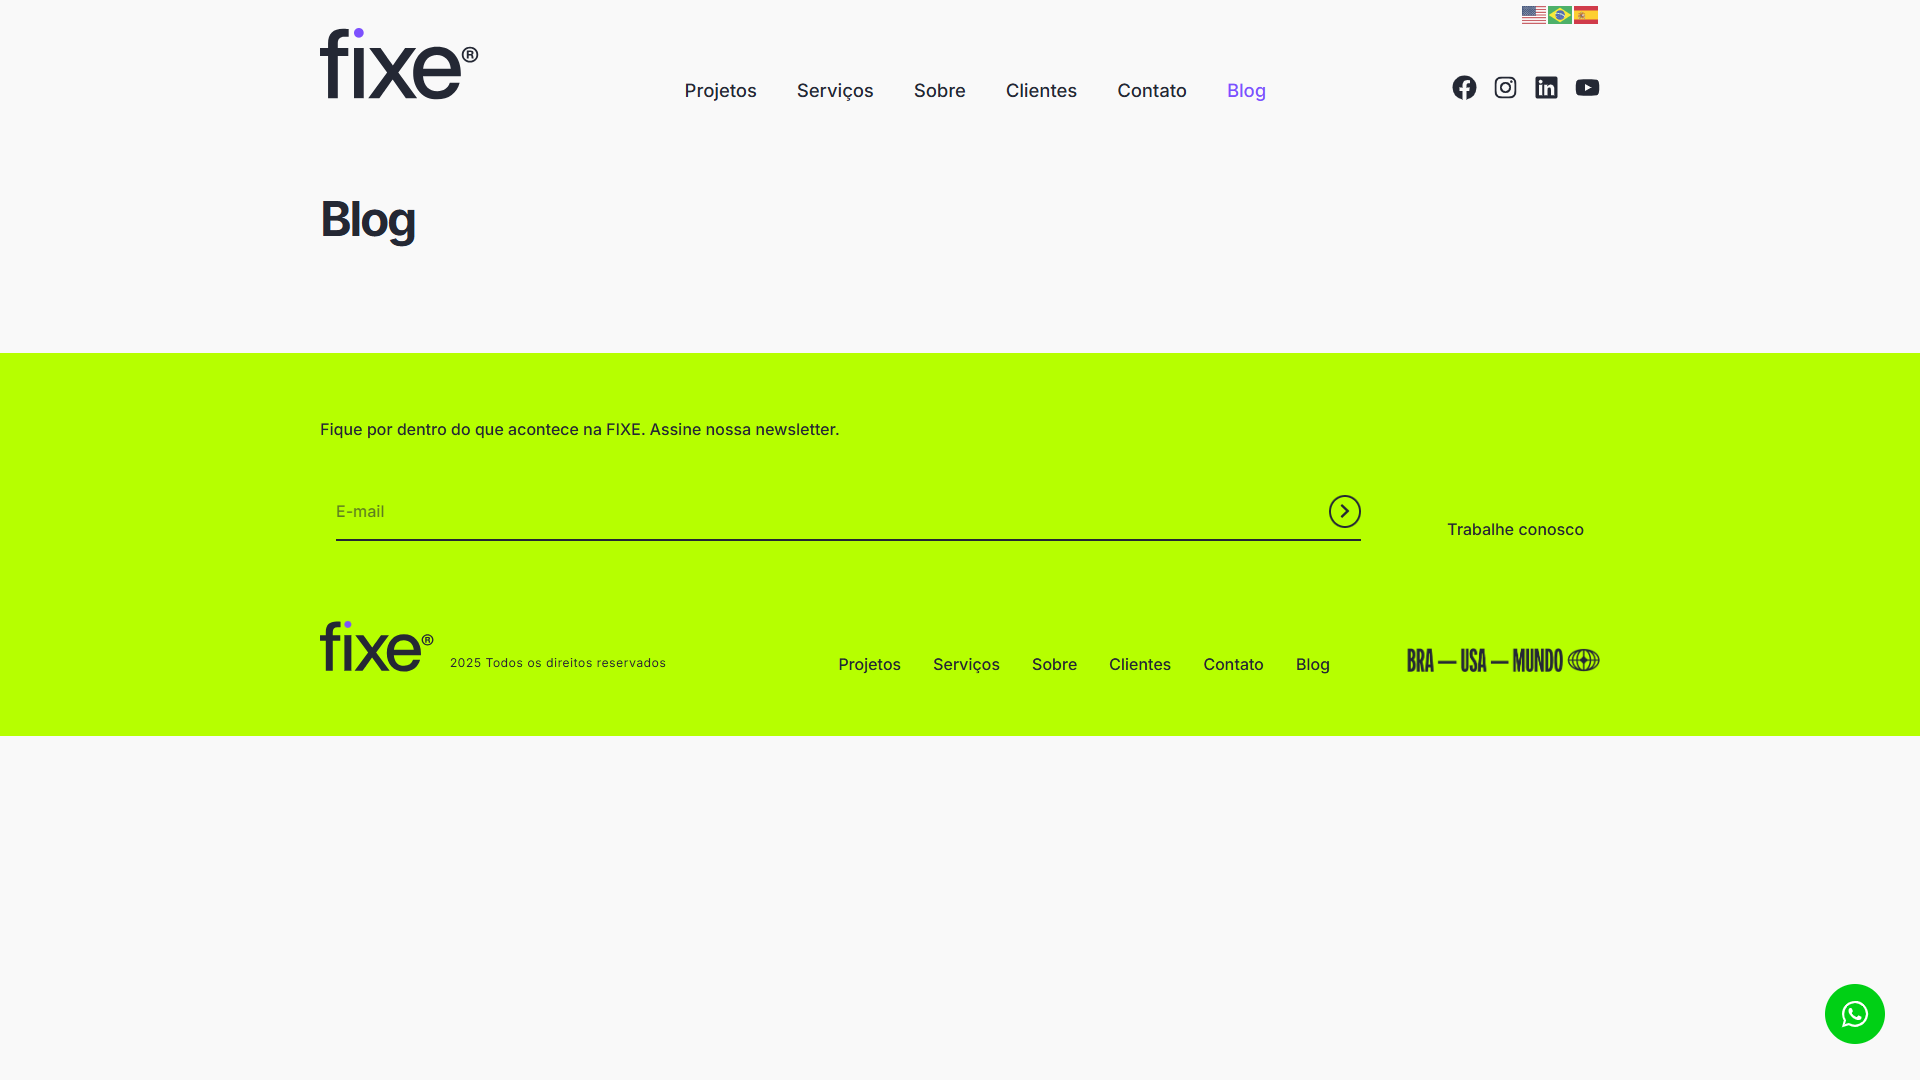 fixe®
Projetos Serviços Sobre Clientes Contato Blog
Blog
Fique por dentro do que acontece na FIXE. Assine nossa newsletter.
E-mail
Trabalhe conosco
fixe®
2025 Todos os direitos reservados
Projetos Serviços Sobre Clientes Contato Blog
BRA — USA — MUNDO